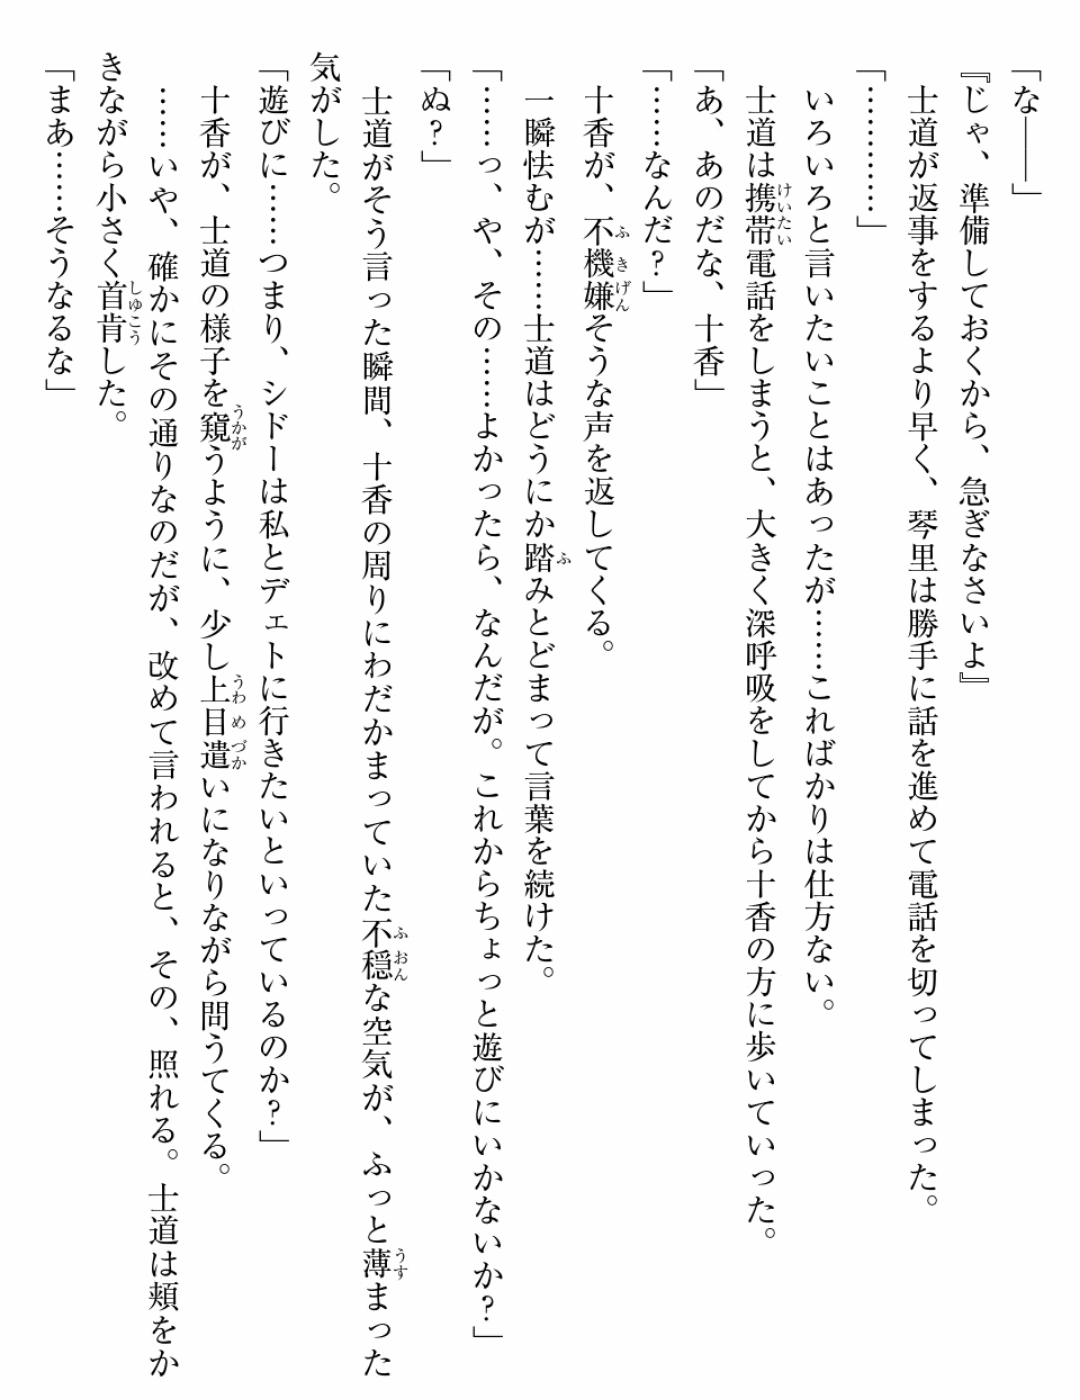 「な――」
『じゃ、準備しておくから、急ぎなさいよ』
士道が返事をするより早く、琴里は勝手に話を進めて電話を切ってしまった。
「…………」
いろいろと言いたいことはあったが……こればかりは仕方ない。
士道は携帯電話をしまうと、大きく深呼吸をしてから十香の方に歩いていった。
「あ、あのだな、十香」
「……なんだ？」
十香が、不機嫌そうな声を返してくる。
一瞬怯むが……士道はどうにか踏みとどまって言葉を続けた。
「……っ、や、その……よかったら、なんだが。これからちょっと遊びにいかないか？」
「ぬ？」
士道がそう言った瞬間、十香の周りにわだかまっていた不穏な空気が、ふっと薄まった
気がした。
「遊びに……つまり、シドーは私とデェトに行きたいといっているのか？」
十香が、士道の様子を窺うように、少し上目遣いになりながら問うてくる。
……いや、確かにその通りなのだが、改めて言われると、その、照れる。士道は頬をか
きながら小さく首肯した。
「まあ……そうなるな」